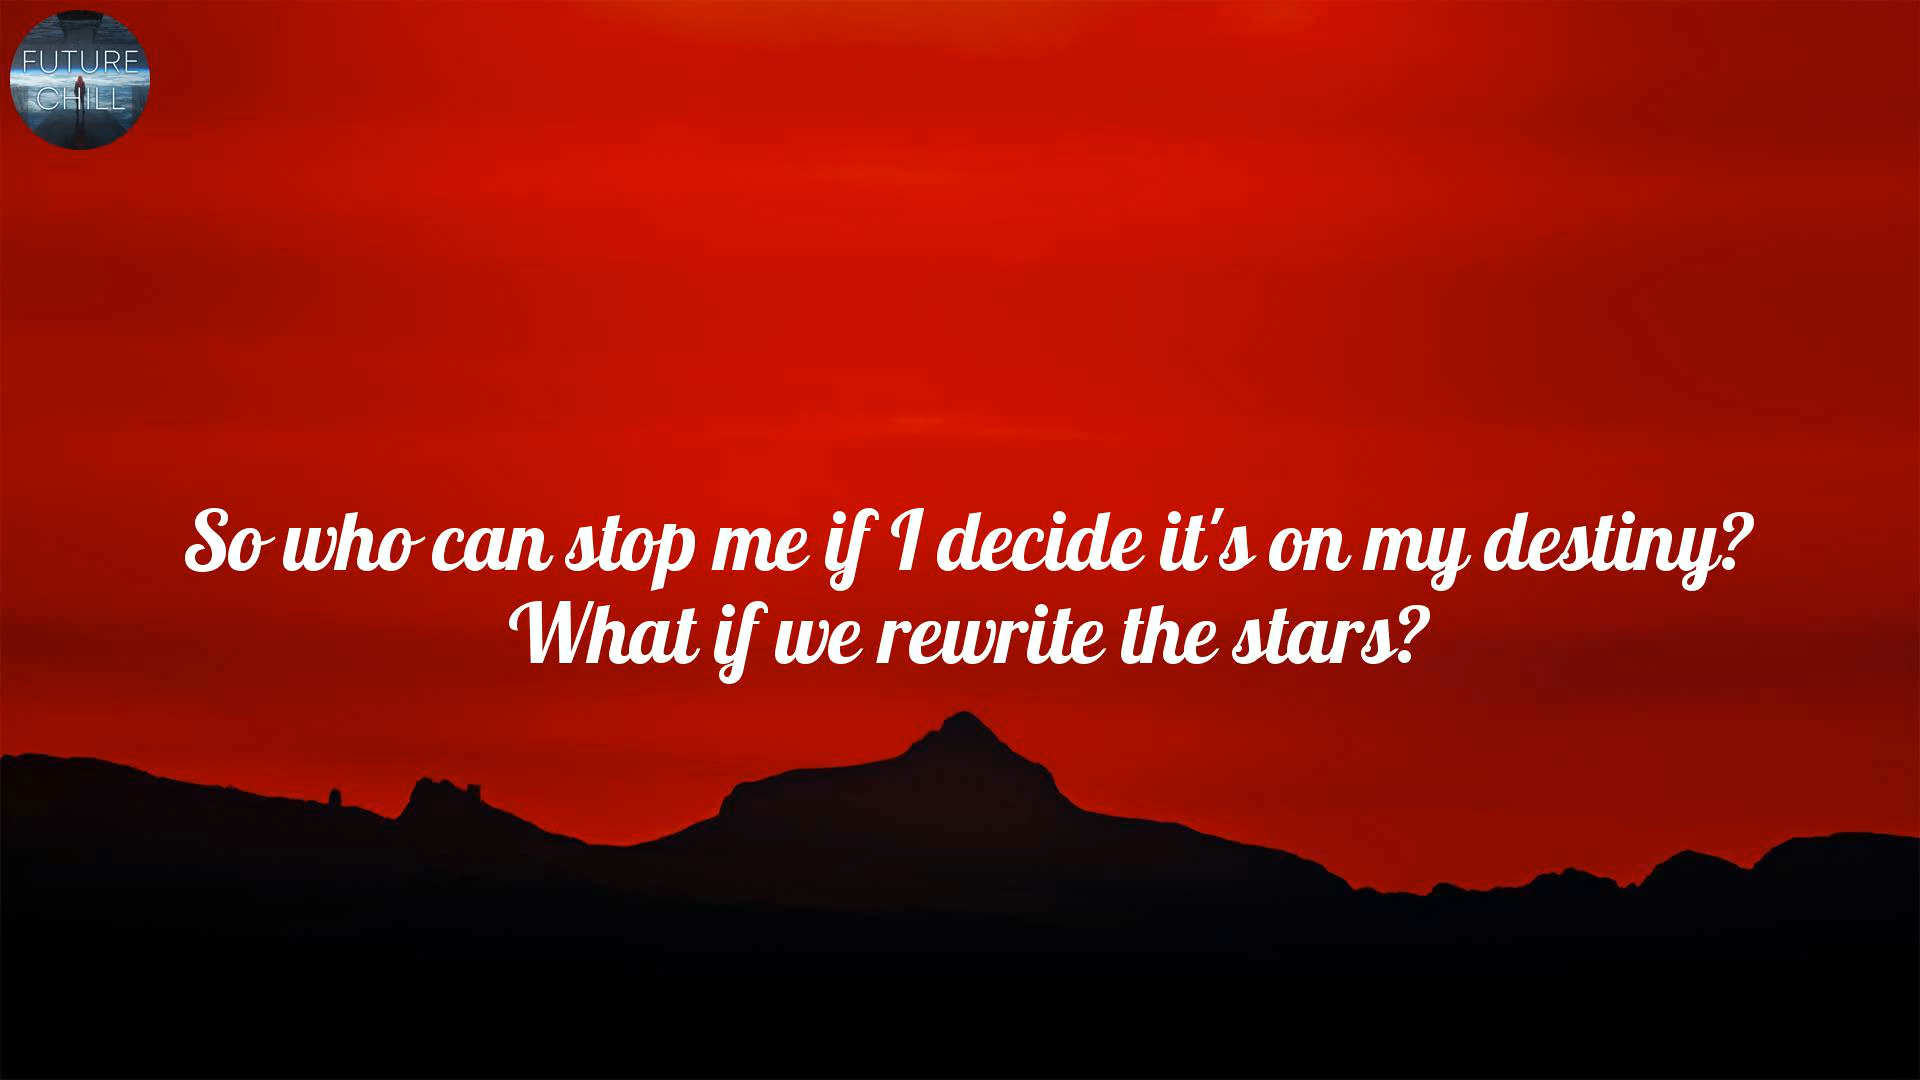 FUTURE
CHILL
So who can stop me if I decide it's on my destiny?
What if we rewrite the stars?